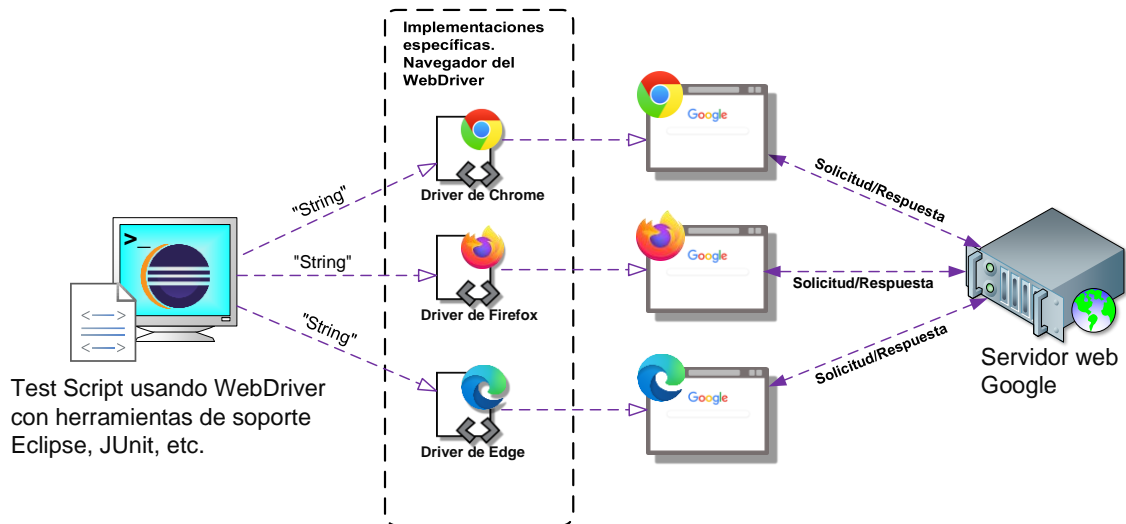 Implementaciones
específicas.
Navegador del
WebDriver
Google
Driver de Chrome
"String"
Solicitud/Respuesta
>_
"String"
Google
Driver de Firefox
Solicitud/Respuesta
"String"
Google
Driver de Edge
Solicitud/Respuesta
Servidor web
Google
Test Script usando WebDriver
con herramientas de soporte
Eclipse, JUnit, etc.